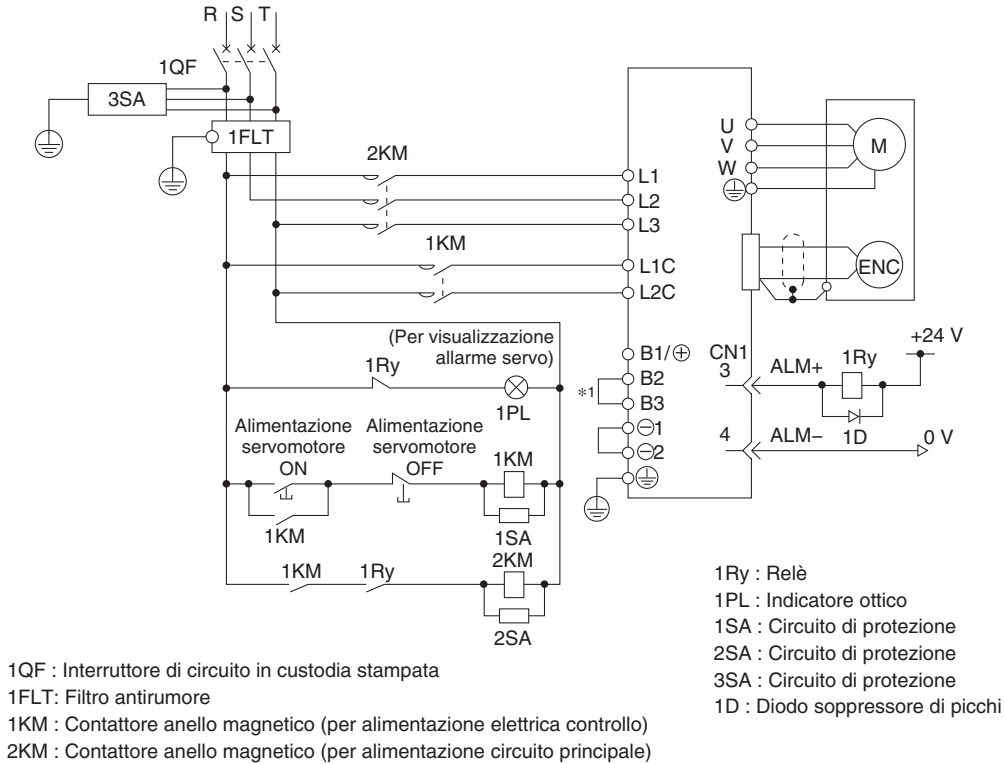 R S T
1QF
3SA
1FLT
2KM
1KM
L1
L2
L3
L1C
L2C
U
V
W
M
ENC
(Per visualizzazione
allarme servo)
1Ry
1PL
B1/⊕
B2
*1
B3
⊖1
⊖2
CN1
3
ALM+
1Ry
+24 V
4
ALM−
1D
0 V
Alimentazione
servomotore
ON
Alimentazione
servomotore
OFF
1KM
1KM
1SA
1KM
1Ry
2KM
2SA
1Ry : Relè
1PL : Indicatore ottico
1SA : Circuito di protezione
2SA : Circuito di protezione
3SA : Circuito di protezione
1D : Diodo soppressore di picchi
1QF : Interruttore di circuito in custodia stampata
1FLT: Filtro antirumore
1KM : Contattore anello magnetico (per alimentazione elettrica controllo)
2KM : Contattore anello magnetico (per alimentazione circuito principale)